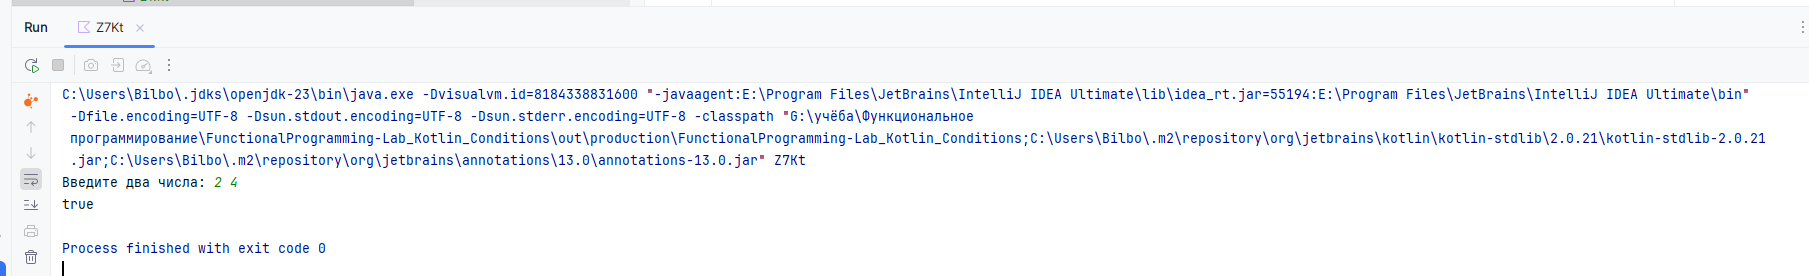 Run
Z7Kt
C:\Users\Bilbo\.jdks\openjdk-23\bin\java.exe -Dvisualvm.id=8184338831600 "-javaagent:E:\Program Files\JetBrains\IntelliJ IDEA Ultimate\lib\idea_rt.jar=55194:E:\Program Files\JetBrains\IntelliJ IDEA Ultimate\bin"
-Dfile.encoding=UTF-8 -Dsun.stdout.encoding=UTF-8 -Dsun.stderr.encoding=UTF-8 -classpath "G:\учёба\Функциональное
программирование\FunctionalProgramming-Lab_Kotlin_Conditions\out\production\FunctionalProgramming-Lab_Kotlin_Conditions;C:\Users\Bilbo\.m2\repository\org\jetbrains\kotlin\kotlin-stdlib\2.0.21\kotlin-stdlib-2.0.21
.jar;C:\Users\Bilbo\.m2\repository\org\jetbrains\annotations\13.0\annotations-13.0.jar" Z7Kt
Введите два числа: 2 4
true
Process finished with exit code 0